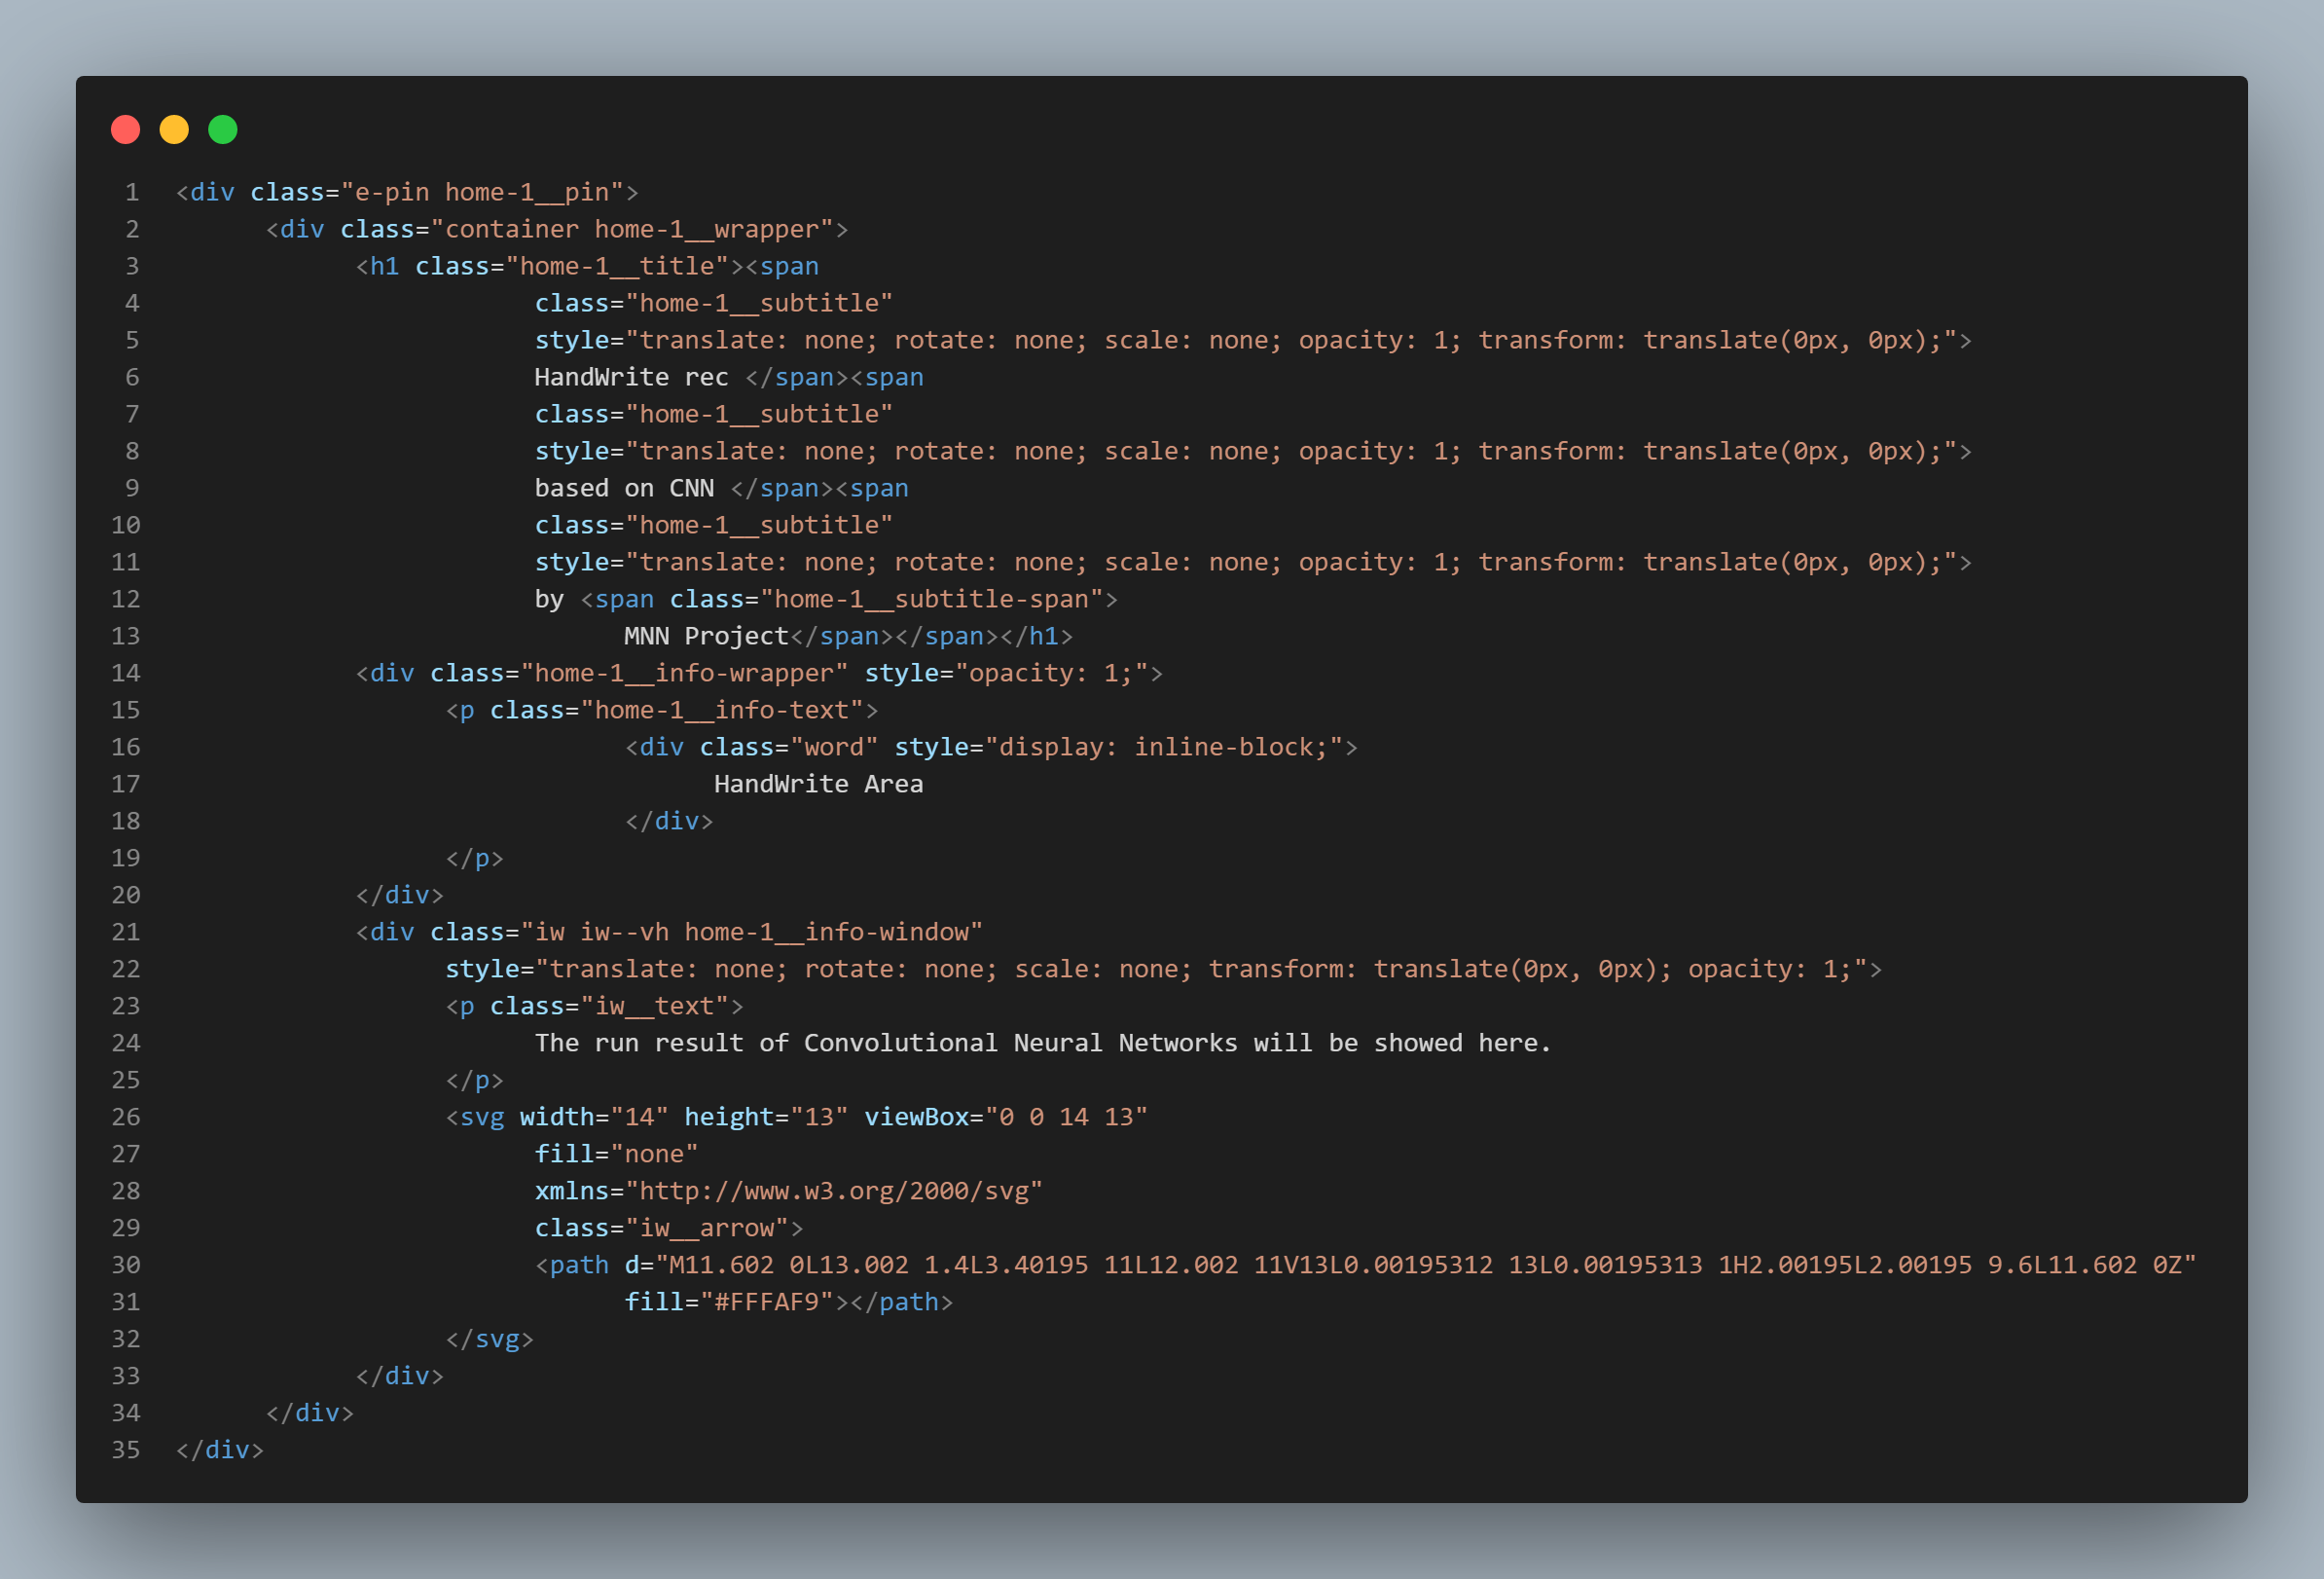 1 <div class="e-pin home-1__pin">
2 <div class="container home-1__wrapper">
3 <h1 class="home-1__title"><span
4 class="home-1__subtitle"
5 style="translate: none; rotate: none; scale: none; opacity: 1; transform: translate(0px, 0px);">
6 HandWrite rec </span><span
7 class="home-1__subtitle"
8 style="translate: none; rotate: none; scale: none; opacity: 1; transform: translate(0px, 0px);">
9 based on CNN </span><span
10 class="home-1__subtitle"
11 style="translate: none; rotate: none; scale: none; opacity: 1; transform: translate(0px, 0px);">
12 by <span class="home-1__subtitle-span">
13 MNN Project</span></span></h1>
14 <div class="home-1__info-wrapper" style="opacity: 1;">
15 <p class="home-1__info-text">
16 <div class="word" style="display: inline-block;">
17 HandWrite Area
18 </div>
19 </p>
20 </div>
21 <div class="iw iw--vh home-1__info-window"
22 style="translate: none; rotate: none; scale: none; transform: translate(0px, 0px); opacity: 1;">
23 <p class="iw__text">
24 The run result of Convolutional Neural Networks will be showed here.
25 </p>
26 <svg width="14" height="13" viewBox="0 0 14 13"
27 fill="none"
28 xmlns="http://www.w3.org/2000/svg"
29 class="iw__arrow">
30 <path d="M11.602 0L13.002 1.4L3.40195 11L12.002 11V13L0.00195312 13L0.00195313 1H2.00195L2.00195 9.6L11.602 0Z"
31 fill="#FFFAF9"></path>
32 </svg>
33 </div>
34 </div>
35 </div>